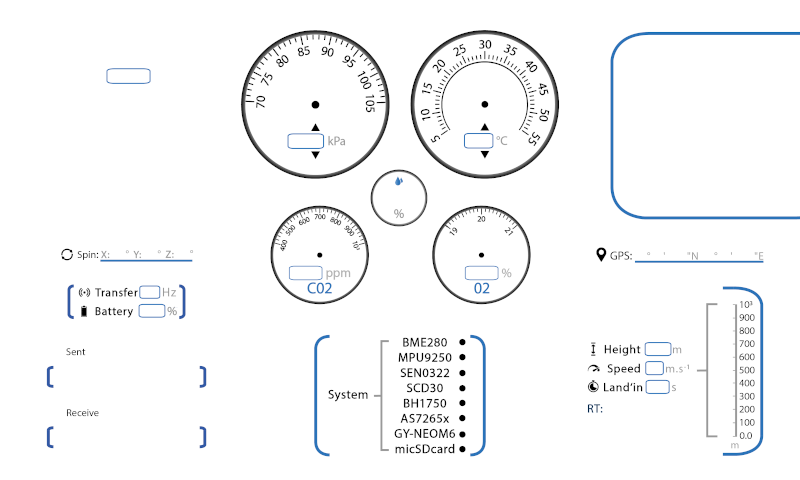 70 75 80 85 90 95 100 105
kPa
5 10 15 20 25 30 35 40 45 50 55
°C
%
400 500 600 700 800 900 10³
ppm
C02
19 20 21
%
02
Spin: X: ° Y: ° Z: °
Transfer Hz
Battery %
Sent
Receive
System
BME280
MPU9250
SEN0322
SCD30
BH1750
AS7265x
GY-NEOM6
micSDcard
GPS: ° ' °N ° ' °E
Height m
Speed m.s⁻¹
Land'in s
RT:
10³
900
800
700
600
500
400
300
200
100
0.0
m